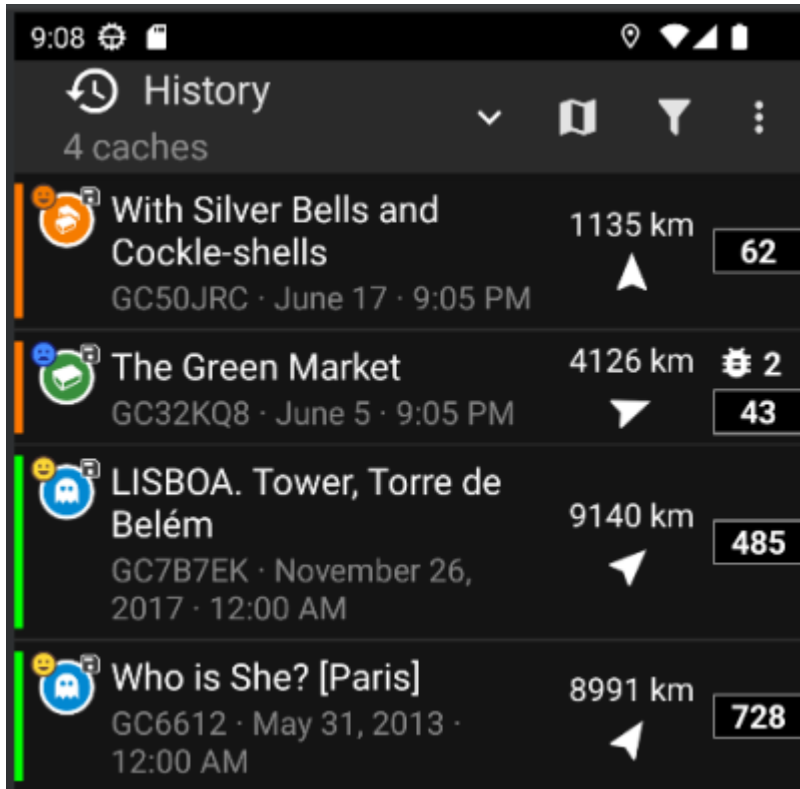 9:08
History
4 caches
With Silver Bells and
Cockle-shells
GC50JRC · June 17 · 9:05 PM
1135 km
62
The Green Market
GC32KQ8 · June 5 · 9:05 PM
4126 km
2
43
LISBOA. Tower, Torre de
Belém
GC7B7EK · November 26,
2017 · 12:00 AM
9140 km
485
Who is She? [Paris]
GC6612 · May 31, 2013 ·
12:00 AM
8991 km
728